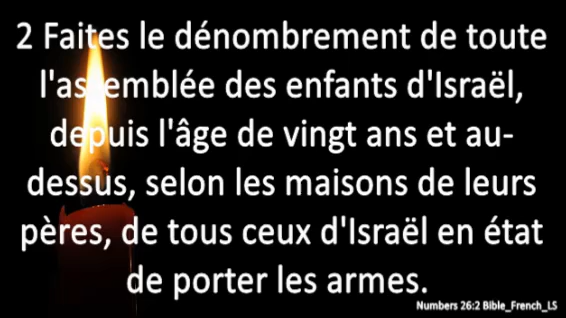 2 Faites le dénombrement de toute
l'assemblée des enfants d'Israël,
depuis l'âge de vingt ans et au-
dessus, selon les maisons de leurs
pères, de tous ceux d'Israël en état
de porter les armes.
Numbers 26:2 Bible_French_LS